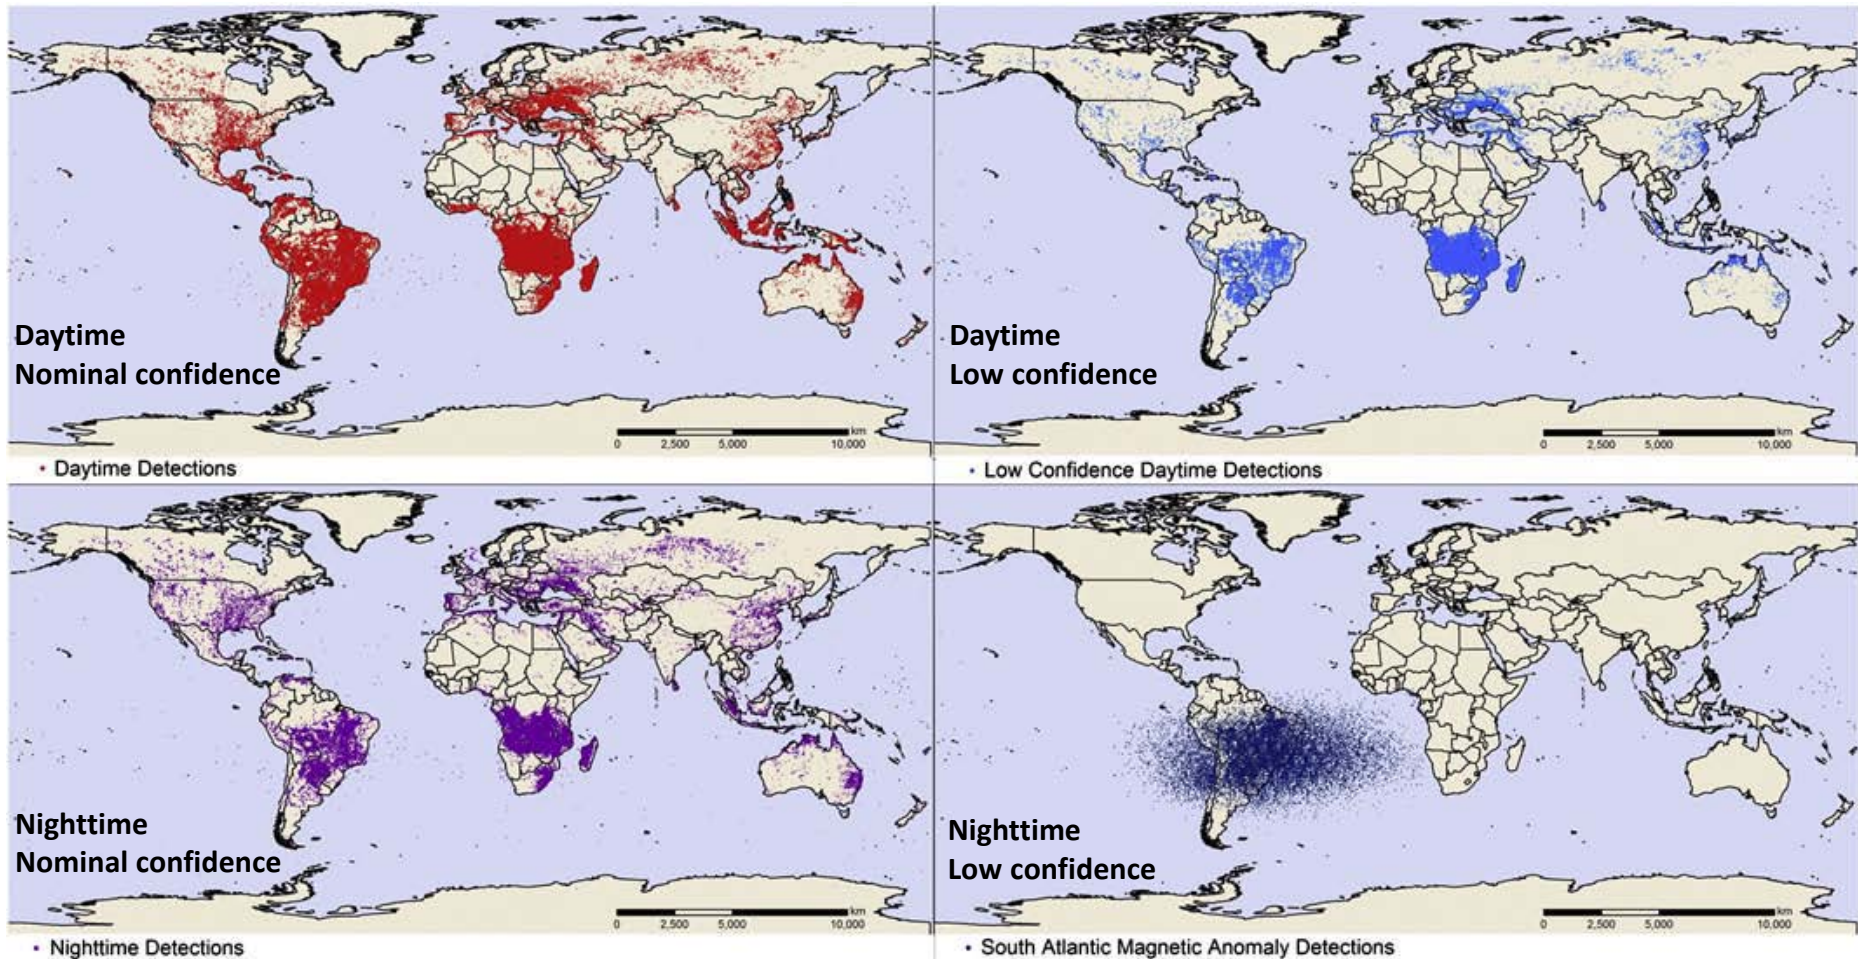 Daytime
Nominal confidence
km
0 2,500 5,000 10,000
• Daytime Detections
Daytime
Low confidence
km
0 2,500 5,000 10,000
• Low Confidence Daytime Detections
Nighttime
Nominal confidence
km
0 2,500 5,000 10,000
• Nighttime Detections
Nighttime
Low confidence
km
0 2,500 5,000 10,000
• South Atlantic Magnetic Anomaly Detections